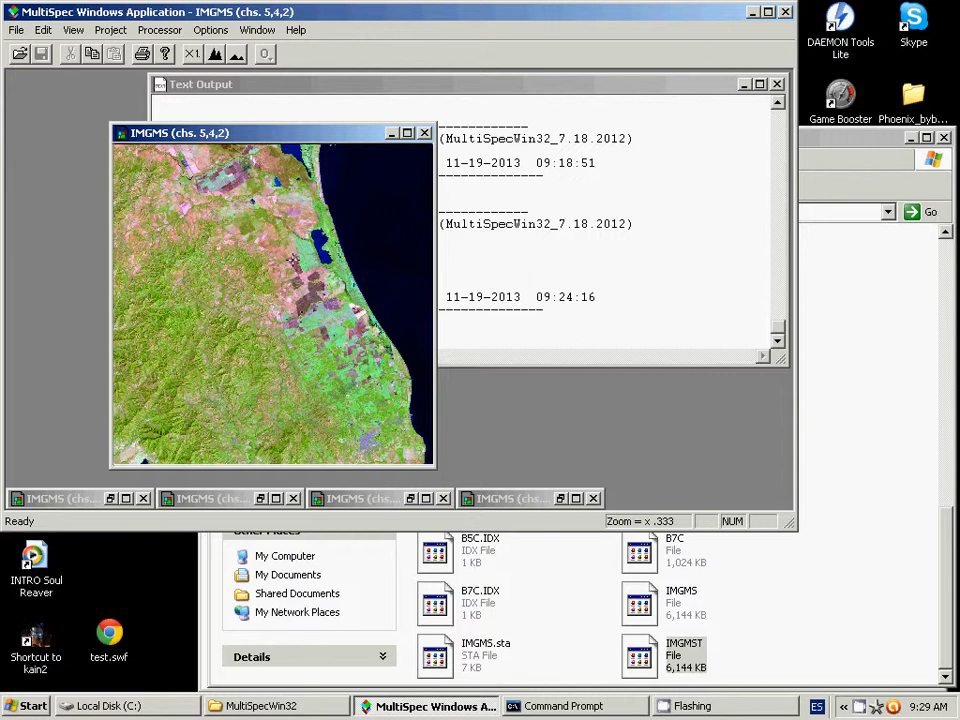 MultiSpec Windows Application - IMGMS (chs. 5,4,2)
File Edit View Project Processor Options Window Help
×1
Text Output
(MultiSpecWin32_7.18.2012)
11-19-2013 09:18:51
(MultiSpecWin32_7.18.2012)
11-19-2013 09:24:16
IMGMS (chs. 5,4,2)
IMGMS (chs...
IMGMS (chs...
IMGMS (chs...
IMGMS (chs...
Ready
Zoom = x .333
NUM
DAEMON Tools
Lite
Skype
Game Booster
Phoenix_byb...
Go
INTRO Soul
Reaver
Shortcut to
kain2
test.swf
Other Places
My Computer
My Documents
Shared Documents
My Network Places
Details
B5C.IDX
IDX File
1 KB
B7C
File
1,024 KB
B7C.IDX
IDX File
1 KB
IMGMS
File
6,144 KB
IMGMS.sta
STA File
7 KB
IMGMST
File
6,144 KB
Start
Local Disk (C:)
MultiSpecWin32
MultiSpec Windows A...
Command Prompt
Flashing
ES
«
9:29 AM